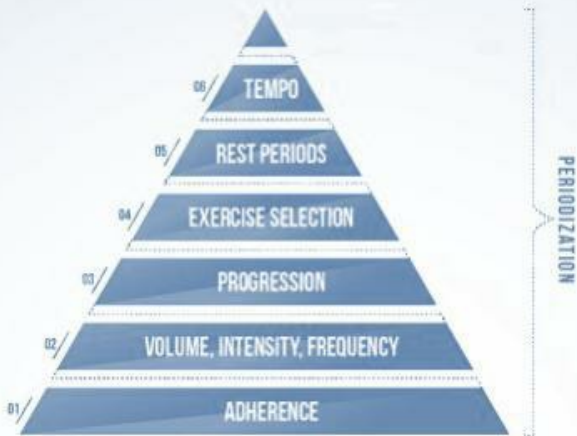 06
TEMPO
05
REST PERIODS
04
EXERCISE SELECTION
03
PROGRESSION
02
VOLUME, INTENSITY, FREQUENCY
01
ADHERENCE
PERIODIZATION